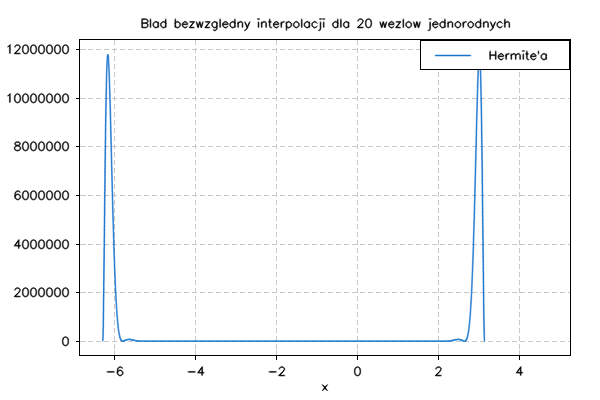 Blad bezwzgledny interpolacji dla 20 wezlow jednorodnych
Hermite'a
12000000
10000000
8000000
6000000
4000000
2000000
0
−6 −4 −2 0 2 4
x